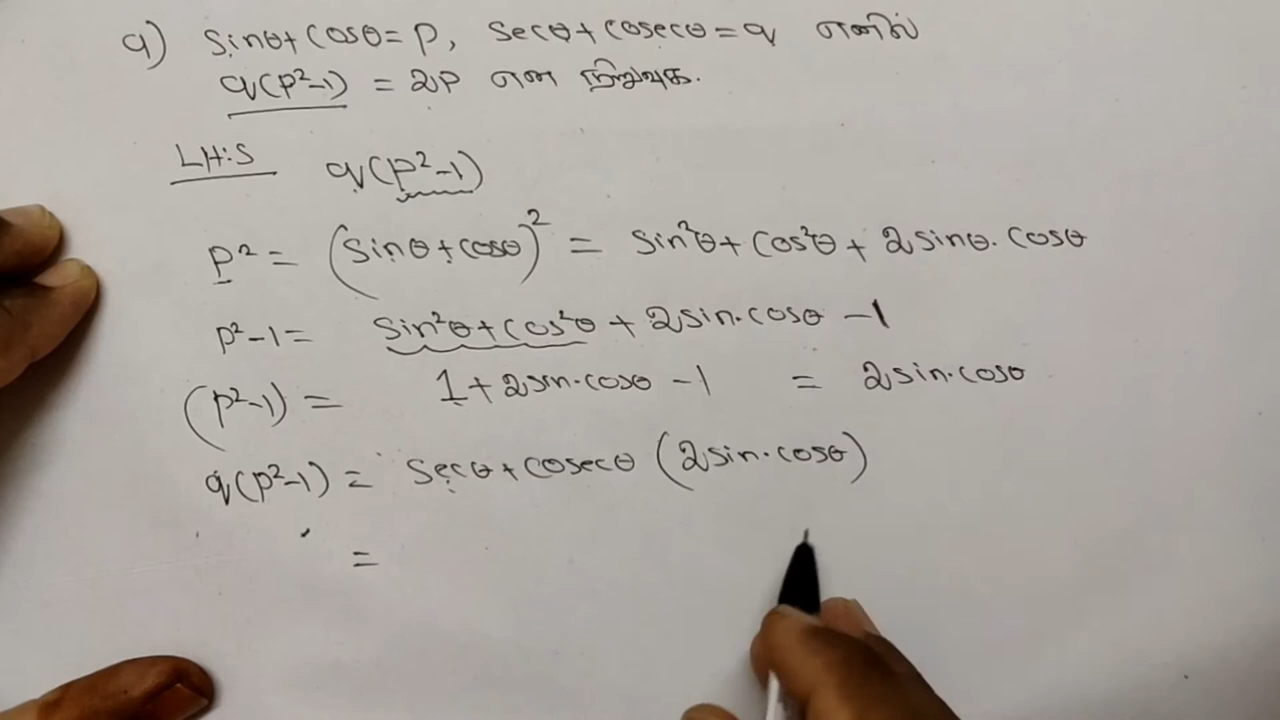 a) sinθ+cosθ=p, secθ+cosecθ=q எனில்
q(p²-1) = 2p என நிறுவுக.
LH:S q(p²-1)
p² = (sinθ+cosθ)² = sin²θ+cos²θ+2sinθ.cosθ
p²-1= sin²θ+cos²θ+2sin.cosθ-1
(p²-1) = 1+2sin.cosθ-1 = 2sin.cosθ
q(p²-1) = secθ+cosecθ (2sin.cosθ)
=